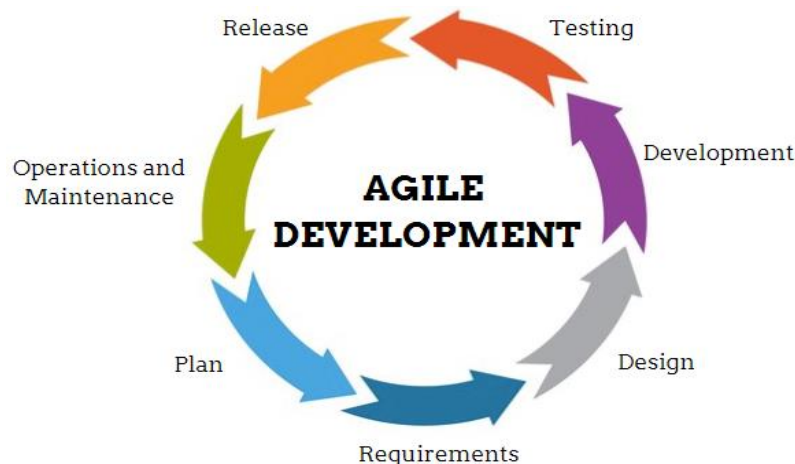 Release
Testing
Operations and
Maintenance
Development
AGILE
DEVELOPMENT
Plan
Design
Requirements